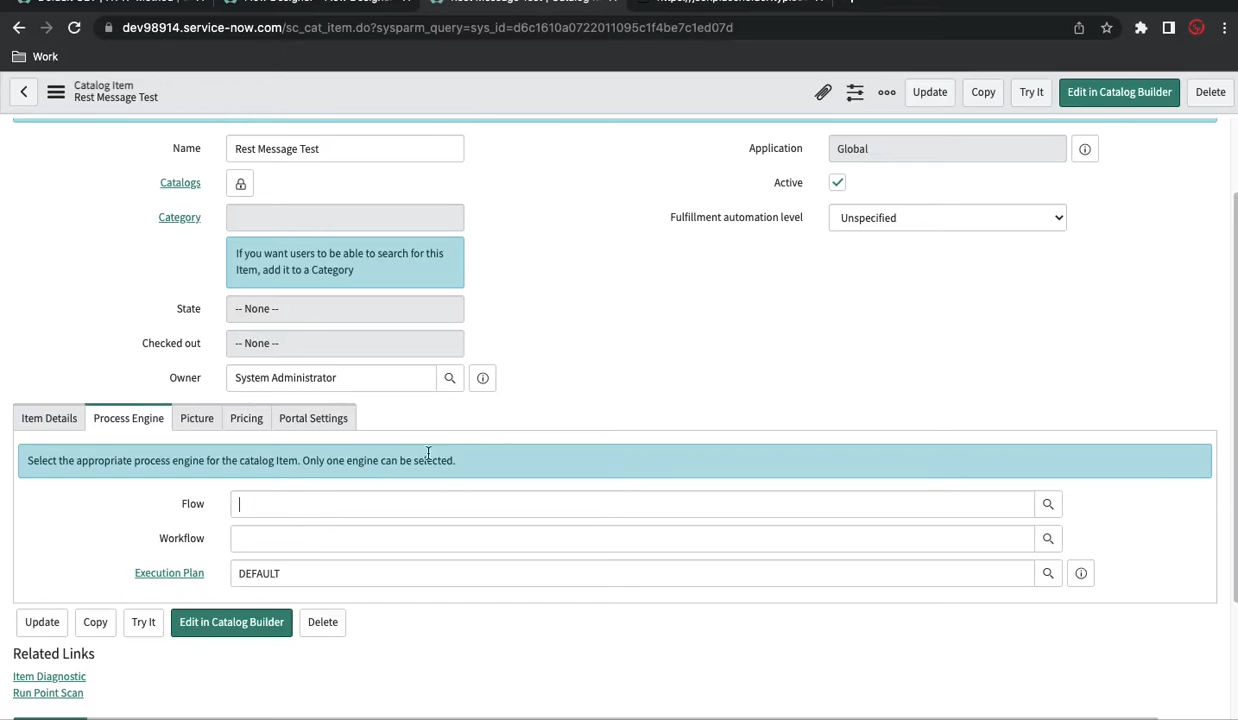 dev98914.service-now.com/sc_cat_item.do?sysparm_query=sys_id=d6c1610a0722011095c1f4be7c1ed07d
Work
Catalog Item
Rest Message Test
Update
Copy
Try It
Edit in Catalog Builder
Delete
Name
Rest Message Test
Application
Global
Catalogs
Active
Category
Fulfillment automation level
Unspecified
If you want users to be able to search for this
Item, add it to a Category
State
-- None --
Checked out
-- None --
Owner
System Administrator
Item Details
Process Engine
Picture
Pricing
Portal Settings
Select the appropriate process engine for the catalog Item. Only one engine can be selected.
Flow
Workflow
Execution Plan
DEFAULT
Update
Copy
Try It
Edit in Catalog Builder
Delete
Related Links
Item Diagnostic
Run Point Scan